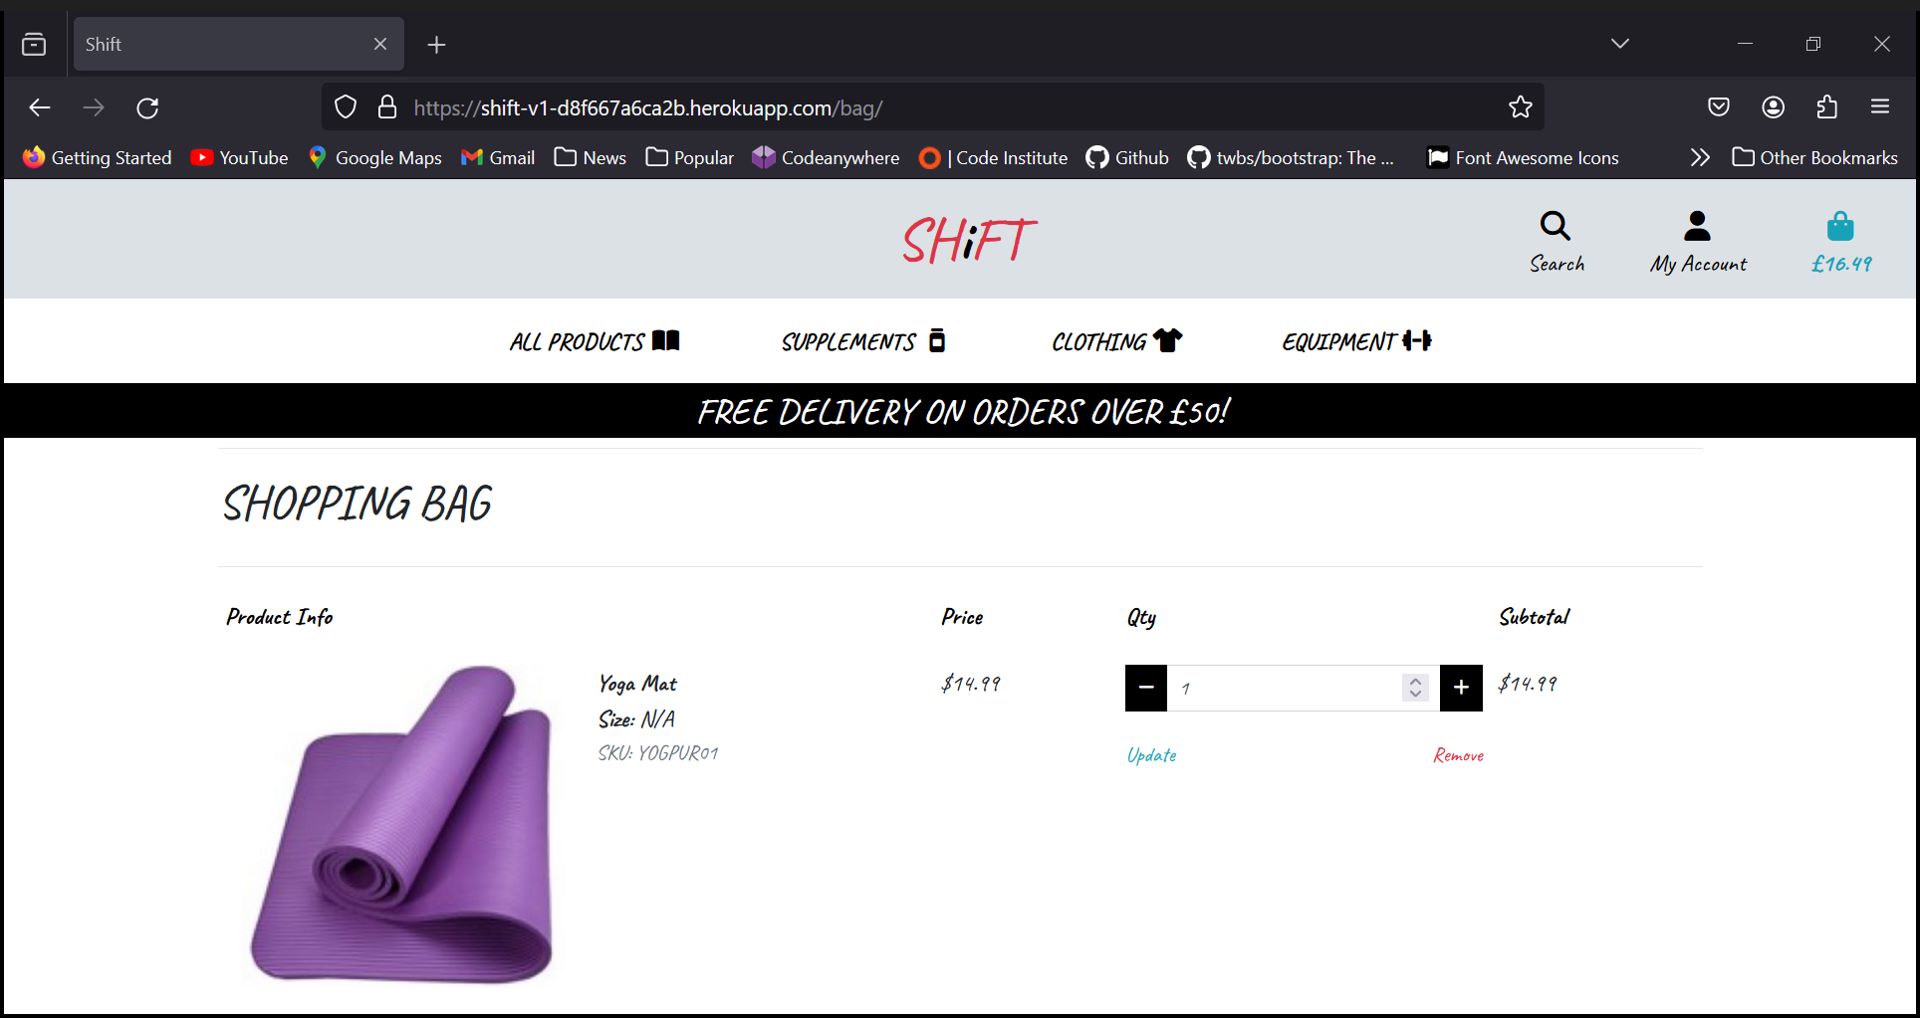 Shift
https://shift-v1-d8f667a6ca2b.herokuapp.com/bag/
Getting Started YouTube Google Maps Gmail News Popular Codeanywhere | Code Institute Github twbs/bootstrap: The ... Font Awesome Icons Other Bookmarks
SHiFT
Search My Account £16.49
ALL PRODUCTS SUPPLEMENTS CLOTHING EQUIPMENT
FREE DELIVERY ON ORDERS OVER £50!
SHOPPING BAG
Product Info Price Qty Subtotal
Yoga Mat $14.99 1 $14.99
Size: N/A
SKU: YOGPUR01 Update Remove